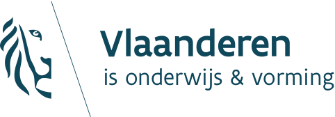 Vlaanderen
is onderwijs & vorming